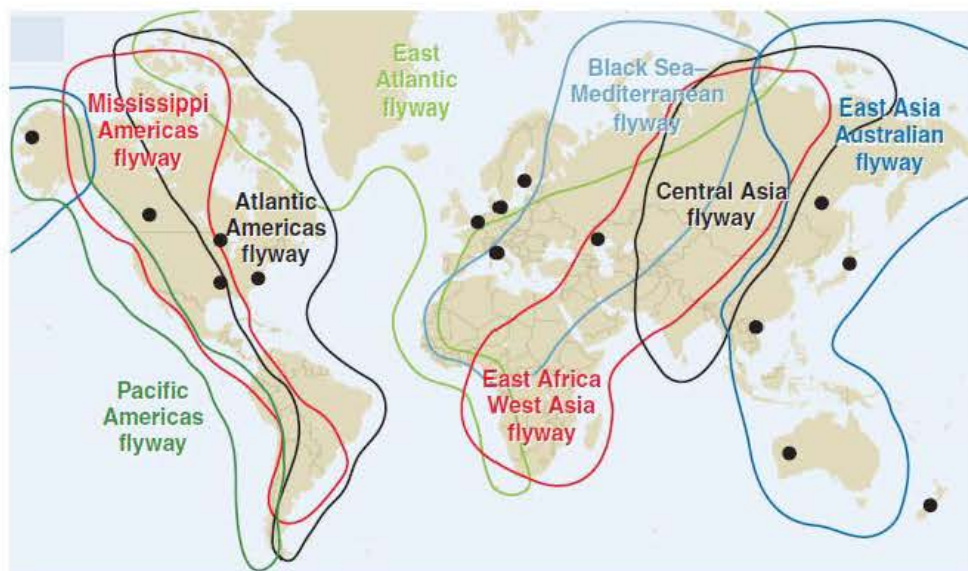 East
Atlantic
flyway
Black Sea–
Mediterranean
flyway
Mississippi
Americas
flyway
East Asia
Australian
flyway
Atlantic
Americas
flyway
Central Asia
flyway
Pacific
Americas
flyway
East Africa
West Asia
flyway